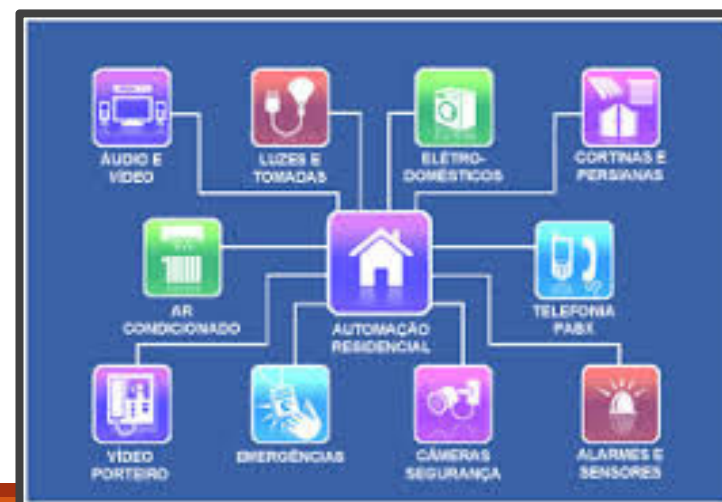 ÁUDIO E
VÍDEO
LUZES E
TOMADAS
ELETRO-
DOMÉSTICOS
CORTINAS E
PERSIANAS
AR
CONDICIONADO
AUTOMAÇÃO
RESIDENCIAL
TELEFONIA
PABX
VÍDEO
PORTEIRO
EMERGÊNCIAS
CÂMERAS
SEGURANÇA
ALARMES E
SENSORES